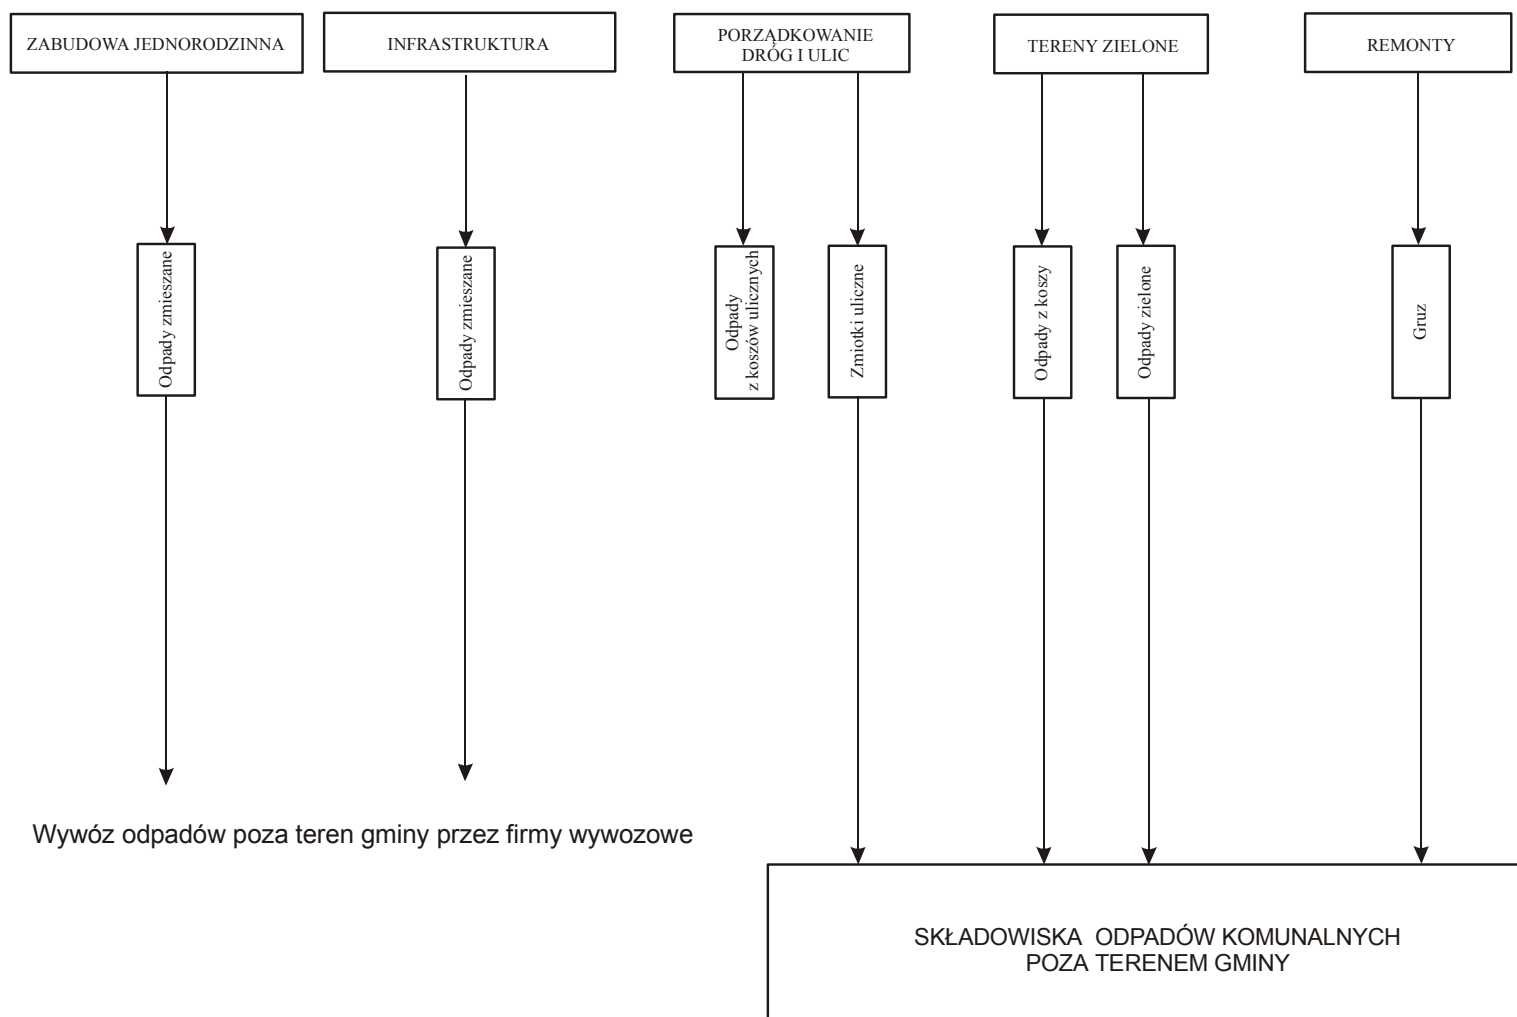 ZABUDOWA JEDNORODZINNA
INFRASTRUKTURA
PORZĄDKOWANIE
DRÓG I ULIC
TERENY ZIELONE
REMONTY
Odpady zmieszane
Odpady zmieszane
Odpady
z koszów ulicznych
Zmiotki uliczne
Odpady z koszy
Odpady zielone
Gruz
Wywóz odpadów poza teren gminy przez firmy wywozowe
SKŁADOWISKA ODPADÓW KOMUNALNYCH
POZA TERENEM GMINY